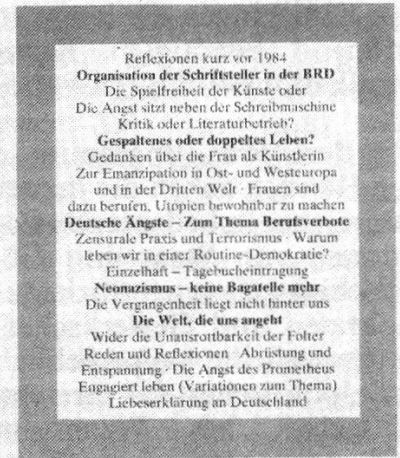 Reflexionen kurz vor 1984
Organisation der Schriftsteller in der BRD
Die Spielfreiheit der Künste oder
Die Angst sitzt neben der Schreibmaschine
Kritik oder Literaturbetrieb?
Gespaltenes oder doppeltes Leben?
Gedanken über die Frau als Künstlerin
Zur Emanzipation in Ost- und Westeuropa
und in der Dritten Welt · Frauen sind
dazu berufen, Utopien bewohnbar zu machen
Deutsche Ängste – Zum Thema Berufsverbote
Zensurale Praxis und Terrorismus · Warum
leben wir in einer Routine-Demokratie?
Einzelhaft – Tagebucheintragung
Neonazismus – keine Bagatelle mehr
Die Vergangenheit liegt nicht hinter uns
Die Welt, die uns angeht
Wider die Unausrottbarkeit der Folter
Reden und Reflexionen Abrüstung und
Entspannung · Die Angst des Prometheus
Engagiert leben (Variationen zum Thema)
Liebeserklärung an Deutschland